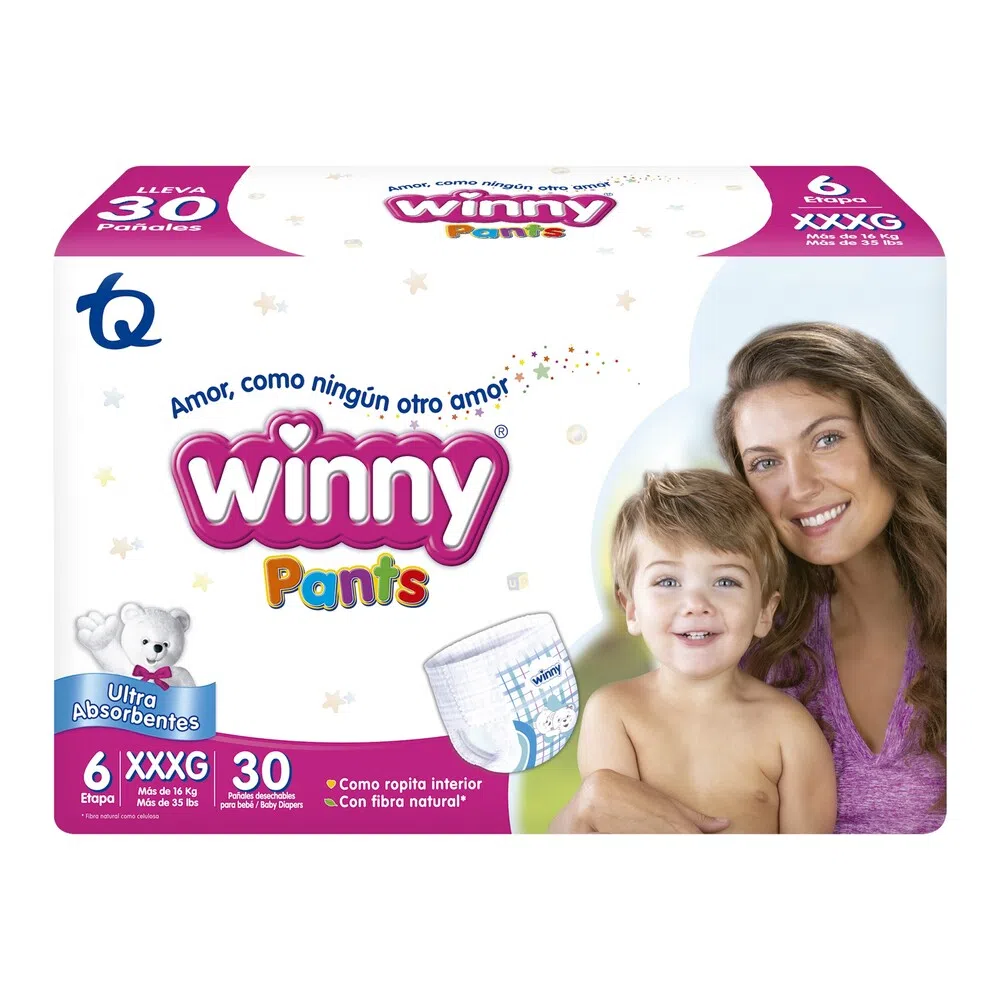 LLEVA
30
Pañales
Amor, como ningún otro amor
winny®
Pants
6
Etapa
XXXG
Más de 16 Kg
Más de 35 lbs
TQ
Amor, como ningún otro amor
winny®
Pants
winny
Ultra
Absorbentes
6
Etapa
XXXG
Más de 16 Kg
Más de 35 lbs
30
Pañales desechables
para bebé / Baby Diapers
Como ropita interior
Con fibra natural*
* Fibra natural como celulosa